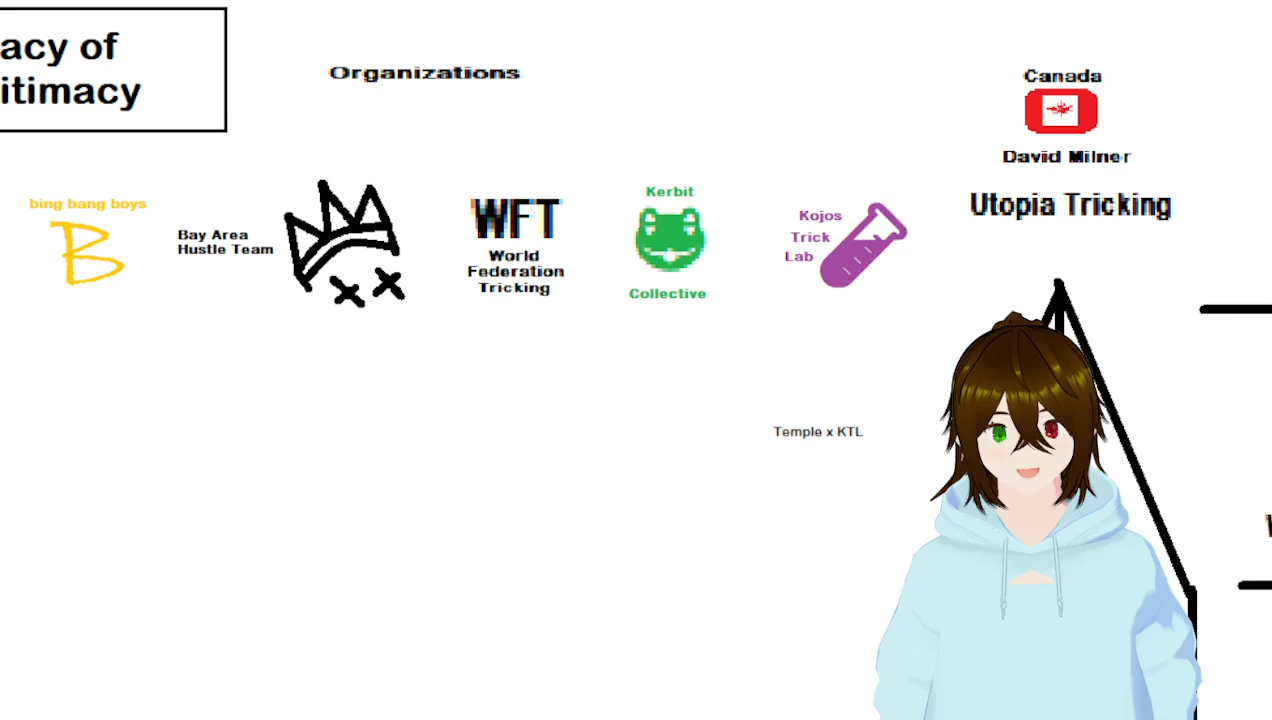 acy of
itimacy
Organizations
Canada
David Milner
Utopia Tricking
bing bang boys
B
Bay Area
Hustle Team
WFT
World
Federation
Tricking
Kerbit
Collective
Kojos
Trick
Lab
Temple x KTL